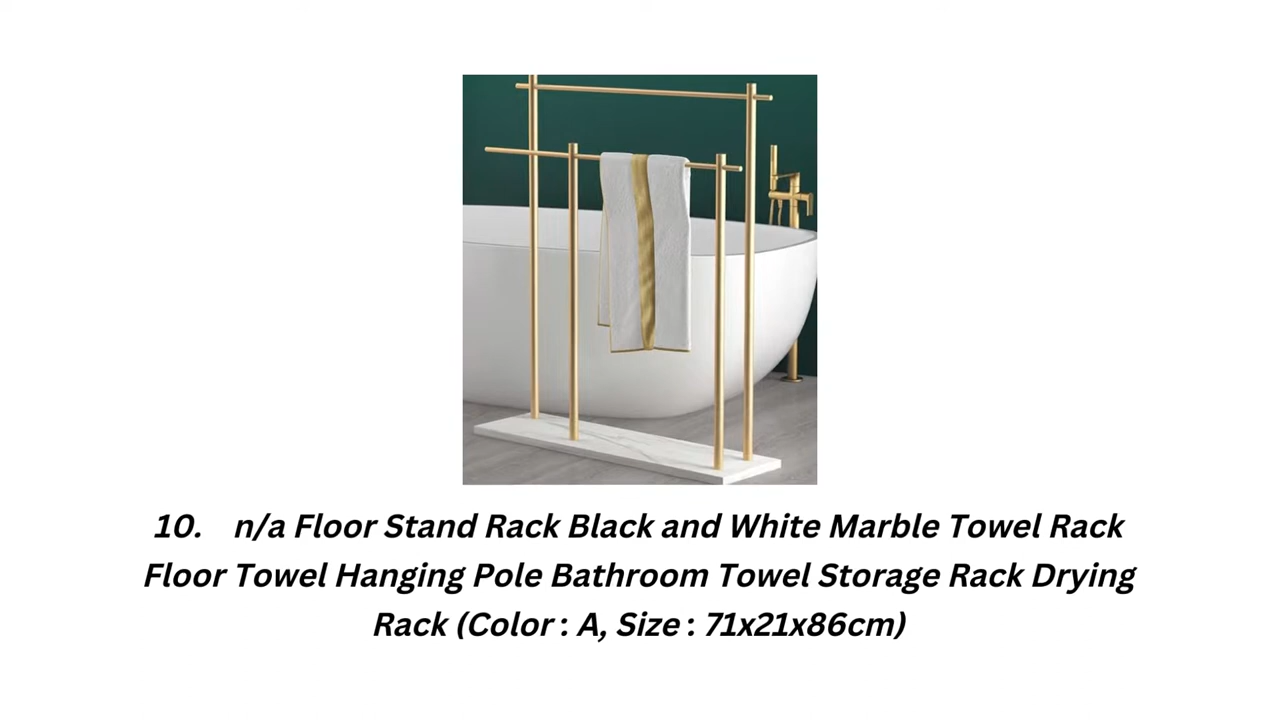 10. n/a Floor Stand Rack Black and White Marble Towel Rack
Floor Towel Hanging Pole Bathroom Towel Storage Rack Drying
Rack (Color : A, Size : 71x21x86cm)